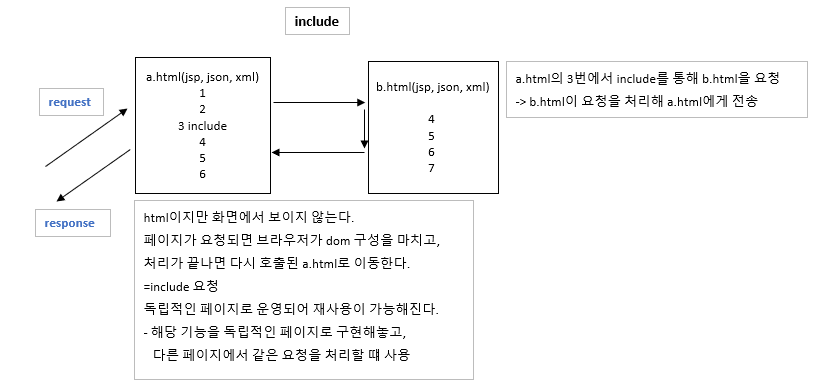 include
a.html(jsp, json, xml)
1
2
3 include
4
5
6
b.html(jsp, json, xml)
4
5
6
7
a.html의 3번에서 include를 통해 b.html을 요청
-> b.html이 요청을 처리해 a.html에게 전송
request
response
html이지만 화면에서 보이지 않는다.
페이지가 요청되면 브라우저가 dom 구성을 마치고,
처리가 끝나면 다시 호출된 a.html로 이동한다.
=include 요청
독립적인 페이지로 운영되어 재사용이 가능해진다.
- 해당 기능을 독립적인 페이지로 구현해놓고,
다른 페이지에서 같은 요청을 처리할 떄 사용